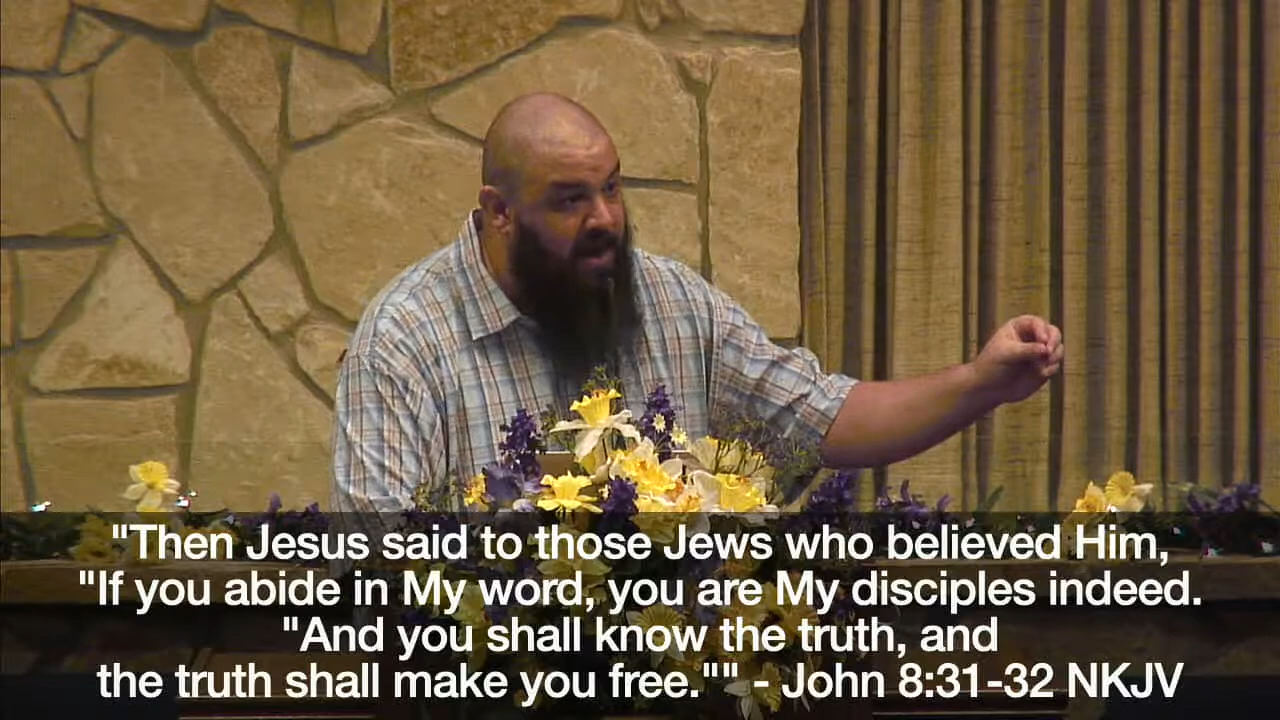 "Then Jesus said to those Jews who believed Him,
"If you abide in My word, you are My disciples indeed.
"And you shall know the truth, and
the truth shall make you free."" - John 8:31-32 NKJV